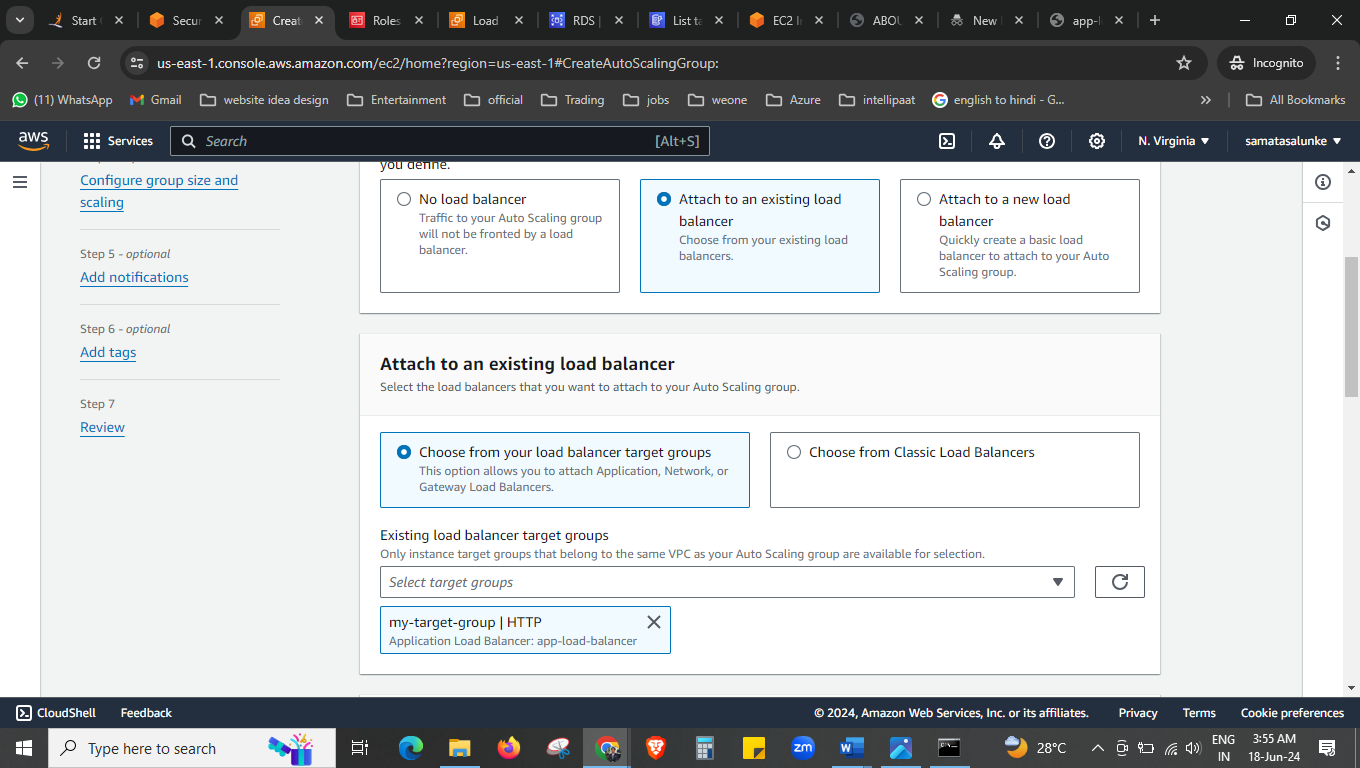 Start
Secur
Create
Roles
Load
RDS |
List ta
EC2 I
ABOU
New
app-l
us-east-1.console.aws.amazon.com/ec2/home?region=us-east-1#CreateAutoScalingGroup:
Incognito
(11) WhatsApp
Gmail
website idea design
Entertainment
official
Trading
jobs
weone
Azure
intellipaat
english to hindi - G...
All Bookmarks
aws
Services
Search
[Alt+S]
N. Virginia
samatasalunke
Configure group size and
scaling
Step 5 - optional
Add notifications
Step 6 - optional
Add tags
Step 7
Review
you define.
No load balancer
Traffic to your Auto Scaling group
will not be fronted by a load
balancer.
Attach to an existing load
balancer
Choose from your existing load
balancers.
Attach to a new load
balancer
Quickly create a basic load
balancer to attach to your Auto
Scaling group.
Attach to an existing load balancer
Select the load balancers that you want to attach to your Auto Scaling group.
Choose from your load balancer target groups
This option allows you to attach Application, Network, or
Gateway Load Balancers.
Choose from Classic Load Balancers
Existing load balancer target groups
Only instance target groups that belong to the same VPC as your Auto Scaling group are available for selection.
Select target groups
my-target-group | HTTP
Application Load Balancer: app-load-balancer
CloudShell
Feedback
© 2024, Amazon Web Services, Inc. or its affiliates.
Privacy
Terms
Cookie preferences
Type here to search
zm
28°C
ENG
IN
3:55 AM
18-Jun-24